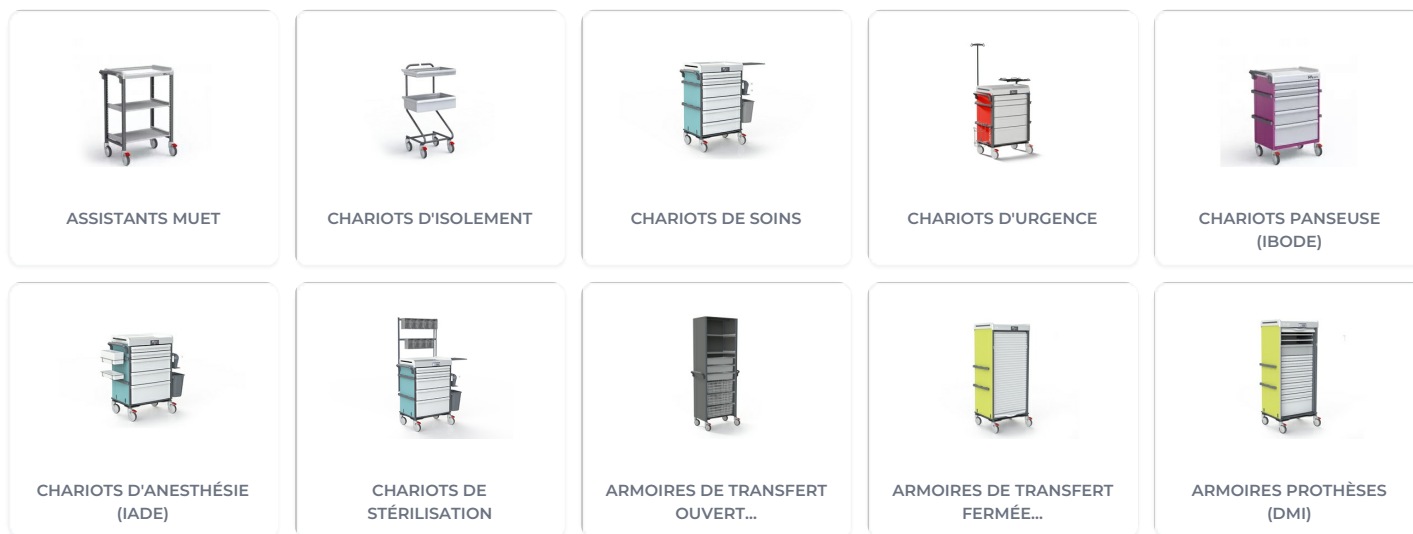 ASSISTANTS MUET
CHARIOTS D'ISOLEMENT
CHARIOTS DE SOINS
CHARIOTS D'URGENCE
CHARIOTS PANSEUSE
(IBODE)
CHARIOTS D'ANESTHÉSIE
(IADE)
CHARIOTS DE
STÉRILISATION
ARMOIRES DE TRANSFERT
OUVERT...
ARMOIRES DE TRANSFERT
FERMÉE...
ARMOIRES PROTHÈSES
(DMI)